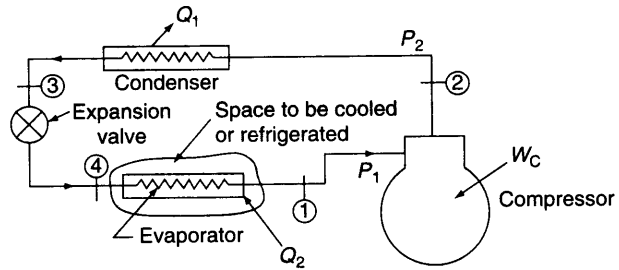 Q1
P2
Condenser
3
2
Expansion
valve
Space to be cooled
or refrigerated
4
P1
WC
Compressor
1
Evaporator
Q2